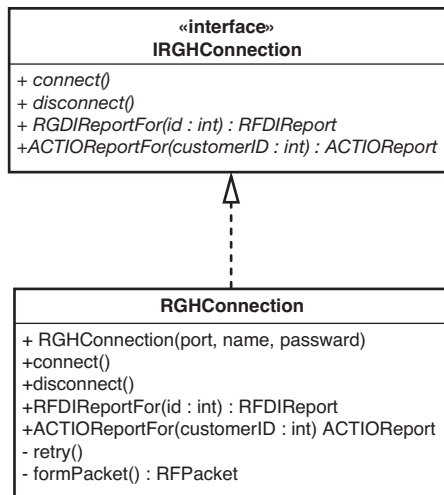 «interface»
IRGHConnection
+ connect()
+ disconnect()
+ RGDIReportFor(id : int) : RFDIReport
+ACTIOReportFor(customerID : int) : ACTIOReport
RGHConnection
+ RGHConnection(port, name, passward)
+connect()
+disconnect()
+RFDIReportFor(id : int) : RFDIReport
+ACTIOReportFor(customerID : int) ACTIOReport
- retry()
- formPacket() : RFPacket